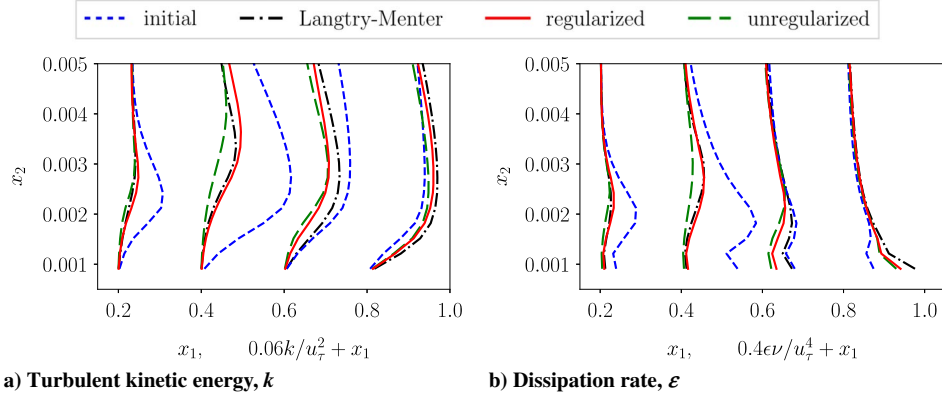 initial Langtry-Menter regularized unregularized
0.005 0.005
0.004 0.004
0.003 0.003
x₂ x₂
0.002 0.002
0.001 0.001
0.2 0.4 0.6 0.8 1.0 0.2 0.4 0.6 0.8 1.0
x₁, 0.06k/u_τ^2 + x₁ x₁, 0.4ϵν/u_τ^4 + x₁
a) Turbulent kinetic energy, k b) Dissipation rate, ε